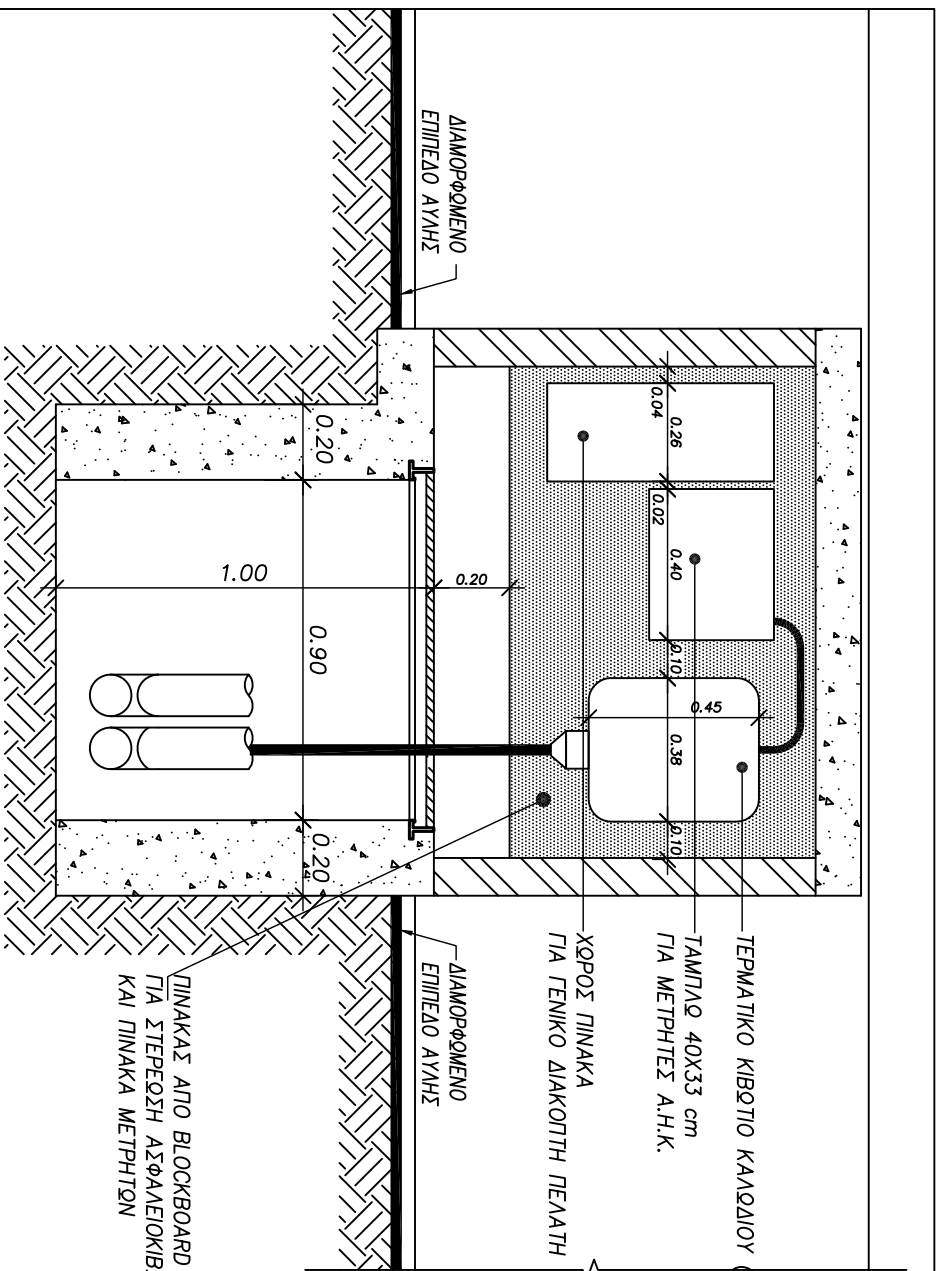 ΔΙΑΜΟΡΦΩΜΕΝΟ
ΕΠΙΠΕΔΟ ΑΥΛΗΣ
0.04
0.26
0.02
0.40
0.10
0.45
0.38
0.10
0.20
1.00
0.20
0.90
0.20
ΤΕΡΜΑΤΙΚΟ ΚΙΒΩΤΙΟ ΚΑΛΩΔΙΟΥ
ΤΑΜΠΛΩ 40X33 cm
ΓΙΑ ΜΕΤΡΗΤΕΣ Α.Η.Κ.
ΧΩΡΟΣ ΠΙΝΑΚΑ
ΓΙΑ ΓΕΝΙΚΟ ΔΙΑΚΟΠΤΗ ΠΕΛΑΤΗ
ΔΙΑΜΟΡΦΩΜΕΝΟ
ΕΠΙΠΕΔΟ ΑΥΛΗΣ
ΠΙΝΑΚΑΣ ΑΠΟ BLOCKBOARD
ΓΙΑ ΣΤΕΡΕΩΣΗ ΑΣΦΑΛΕΙΟΚΙΒ.
ΚΑΙ ΠΙΝΑΚΑ ΜΕΤΡΗΤΩΝ